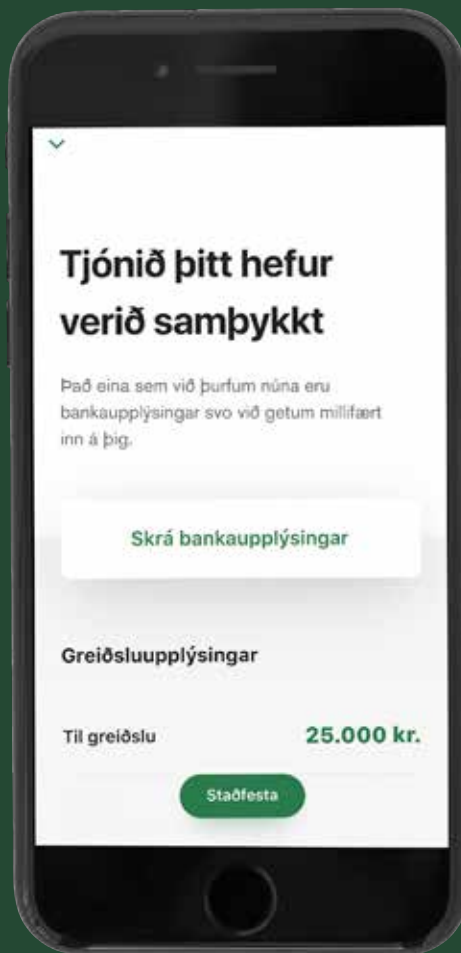 Tjónið þitt hefur
verið samþykkt
Það eina sem við þurfum núna eru
bankaupplýsingar svo við getum millifært
inn á þig.
Skrá bankaupplýsingar
Greiðsluupplýsingar
Til greiðslu 25.000 kr.
Staðfesta